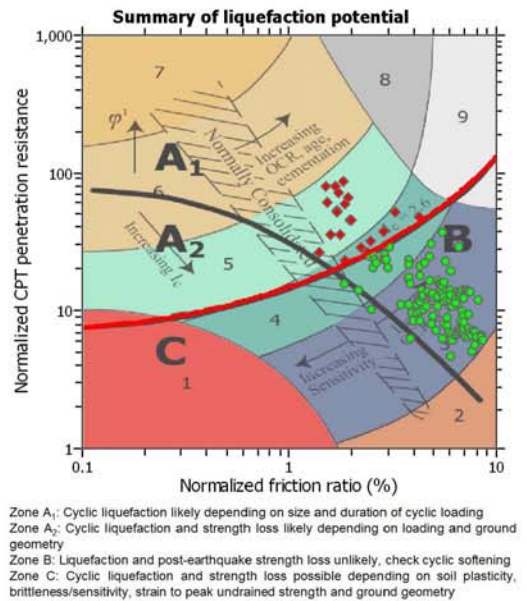 Summary of liquefaction potential
1,000
7
8
9
φ'
Increasing
OCR, age,
cementation
Normally Consolidated
100
A1
6
A2
2.6
B
Increasing Ic
5
10
4
C
1
Increasing
Sensitivity
3
2
1
0.1
1
10
Normalized CPT penetration resistance
Normalized friction ratio (%)
Zone A1: Cyclic liquefaction likely depending on size and duration of cyclic loading
Zone A2: Cyclic liquefaction and strength loss likely depending on loading and ground
geometry
Zone B: Liquefaction and post-earthquake strength loss unlikely, check cyclic softening
Zone C: Cyclic liquefaction and strength loss possible depending on soil plasticity,
brittleness/sensitivity, strain to peak undrained strength and ground geometry